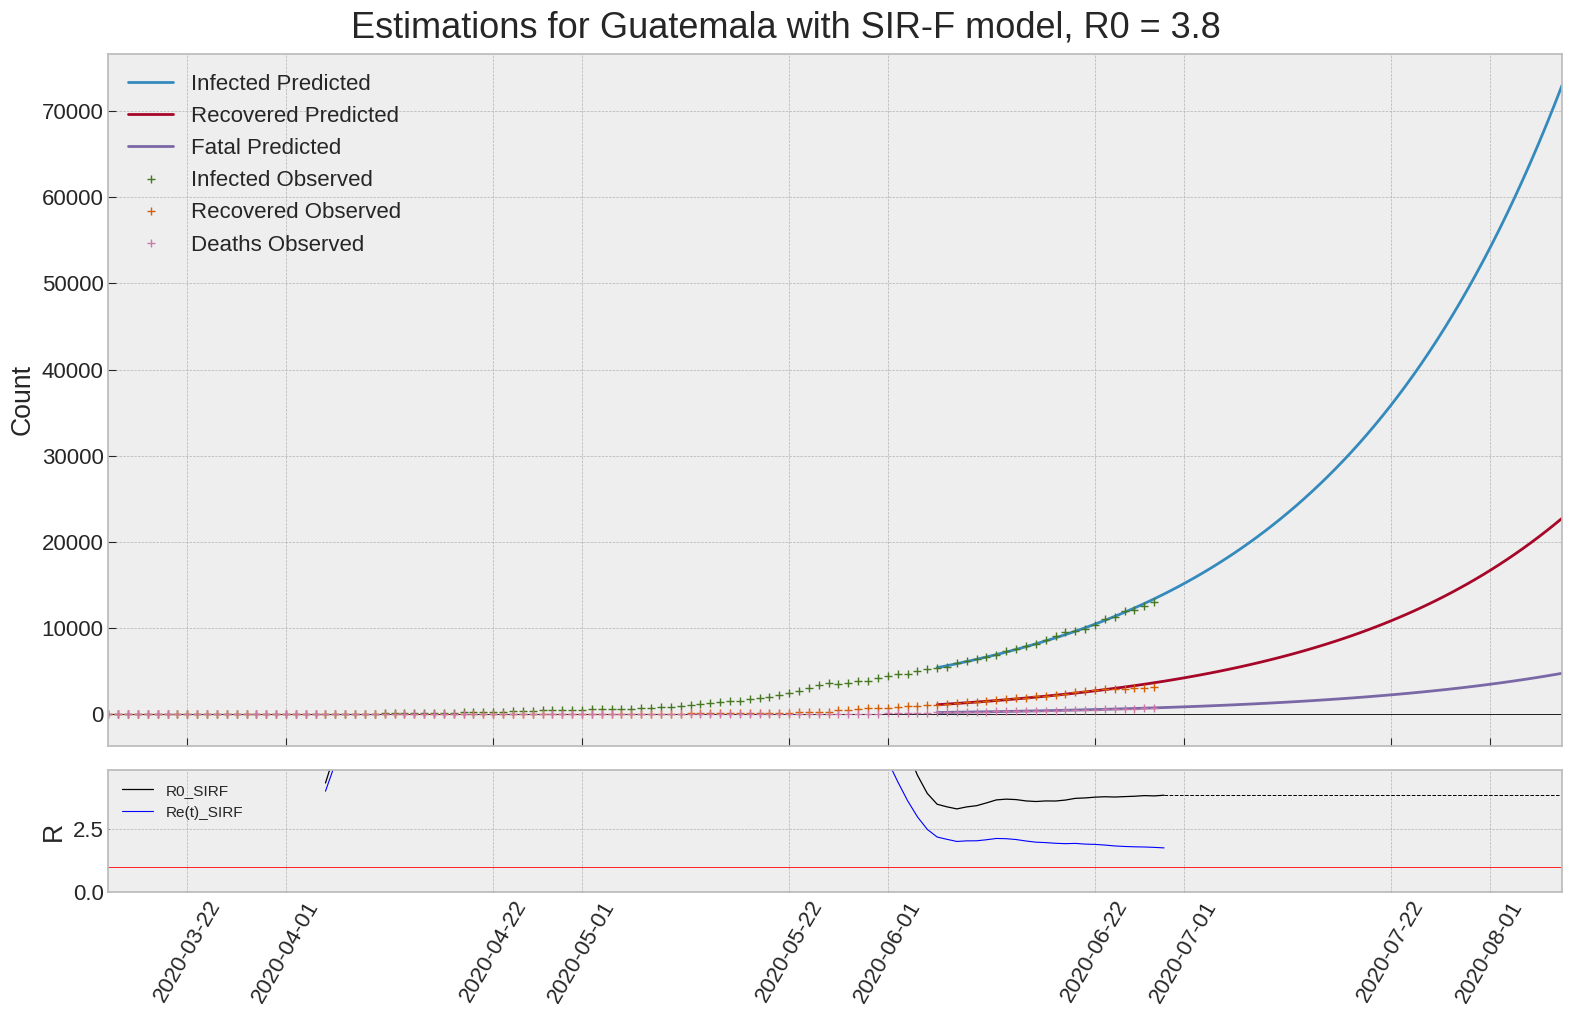 Estimations for Guatemala with SIR-F model, R0 = 3.8
Infected Predicted
Recovered Predicted
Fatal Predicted
Infected Observed
Recovered Observed
Deaths Observed
70000
60000
50000
40000
30000
20000
10000
0
Count
R0_SIRF
Re(t)_SIRF
2.5
0.0
R
2020-03-22
2020-04-01
2020-04-22
2020-05-01
2020-05-22
2020-06-01
2020-06-22
2020-07-01
2020-07-22
2020-08-01